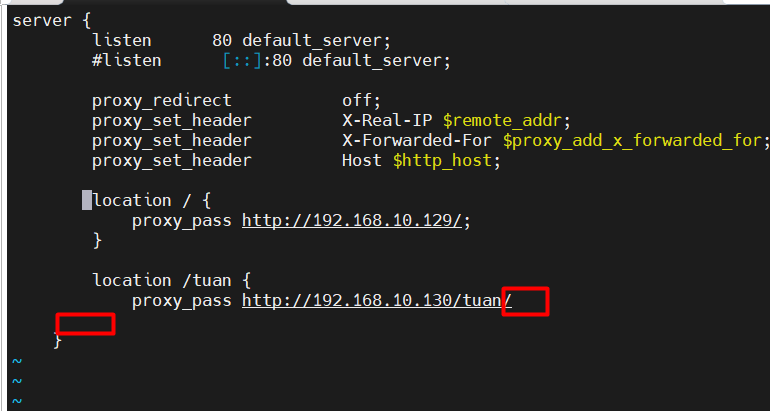 server {
listen 80 default_server;
#listen [::]:80 default_server;
proxy_redirect off;
proxy_set_header X-Real-IP $remote_addr;
proxy_set_header X-Forwarded-For $proxy_add_x_forwarded_for;
proxy_set_header Host $http_host;
location / {
proxy_pass http://192.168.10.129/;
}
location /tuan {
proxy_pass http://192.168.10.130/tuan/
}
~
~
~